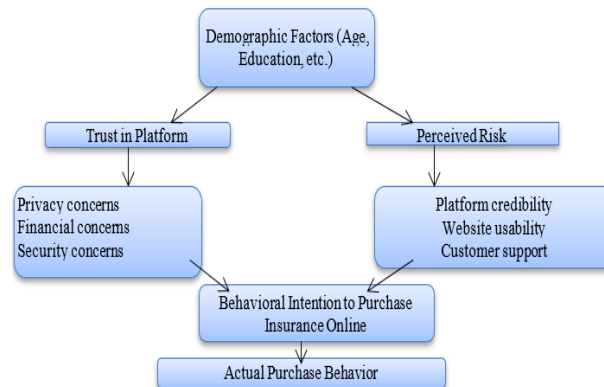 Demographic Factors (Age,
Education, etc.)
Trust in Platform
Perceived Risk
Privacy concerns
Financial concerns
Security concerns
Platform credibility
Website usability
Customer support
Behavioral Intention to Purchase
Insurance Online
Actual Purchase Behavior